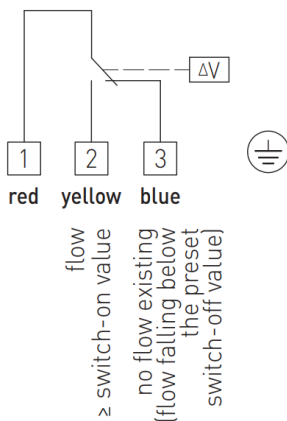 ΔV
1 2 3
red yellow blue
flow
≥ switch-on value
no flow existing
(flow falling below
the preset
switch-off value)